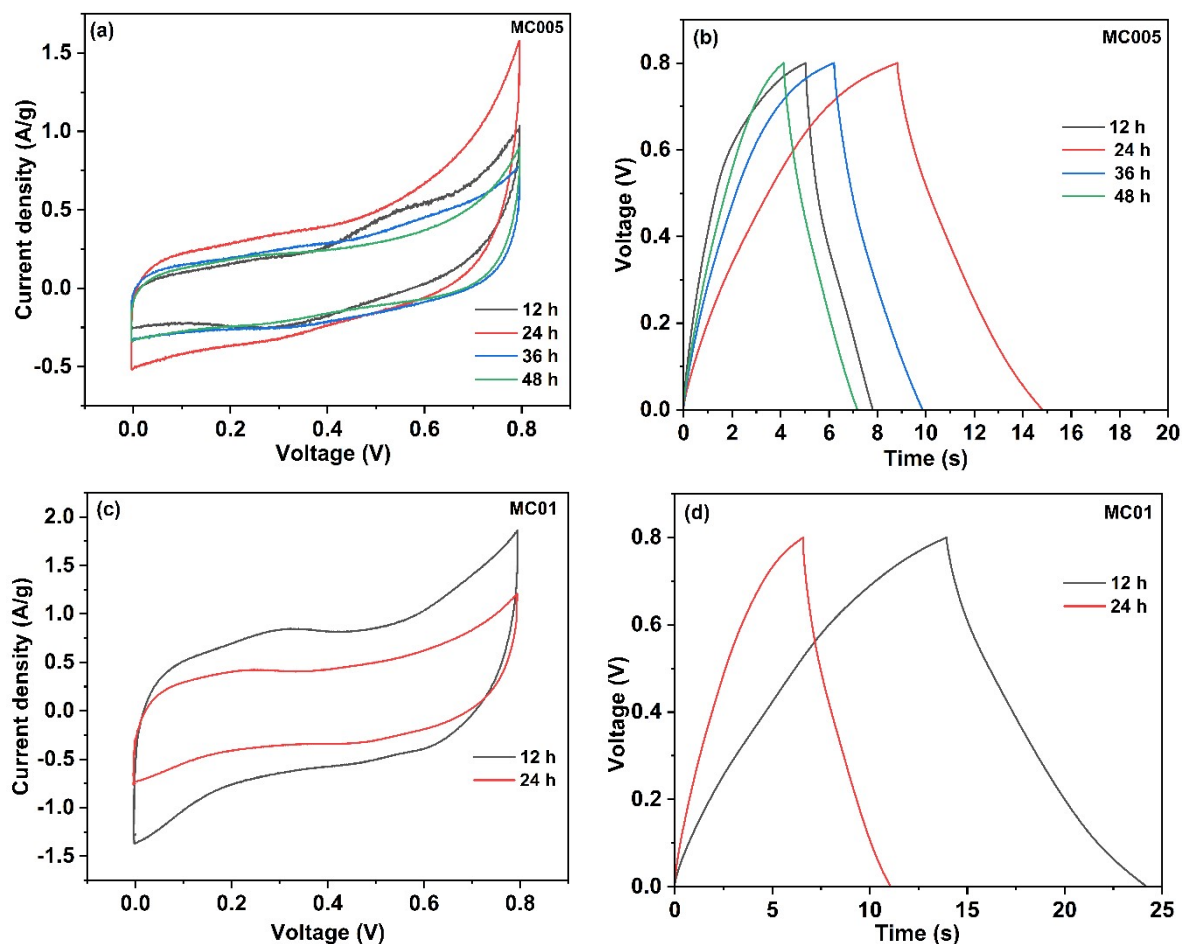 (a) MC005
Current density (A/g)
1.5
1.0
0.5
0.0
-0.5
12 h
24 h
36 h
48 h
0.0 0.2 0.4 0.6 0.8
Voltage (V)
(b) MC005
Voltage (V)
0.8
0.6
0.4
0.2
0.0
12 h
24 h
36 h
48 h
0 2 4 6 8 10 12 14 16 18 20
Time (s)
(c) MC01
Current density (A/g)
2.0
1.5
1.0
0.5
0.0
-0.5
-1.0
-1.5
12 h
24 h
0.0 0.2 0.4 0.6 0.8
Voltage (V)
(d) MC01
Voltage (V)
0.8
0.6
0.4
0.2
0.0
12 h
24 h
0 5 10 15 20 25
Time (s)